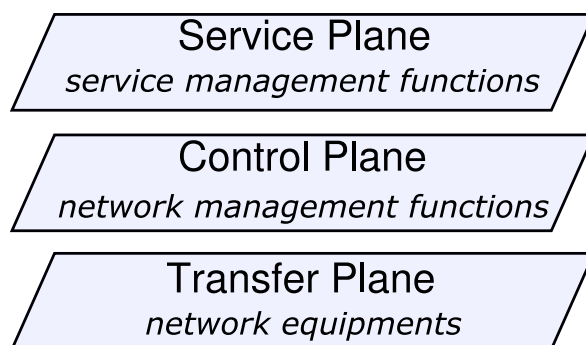 Service Plane
service management functions
Control Plane
network management functions
Transfer Plane
network equipments